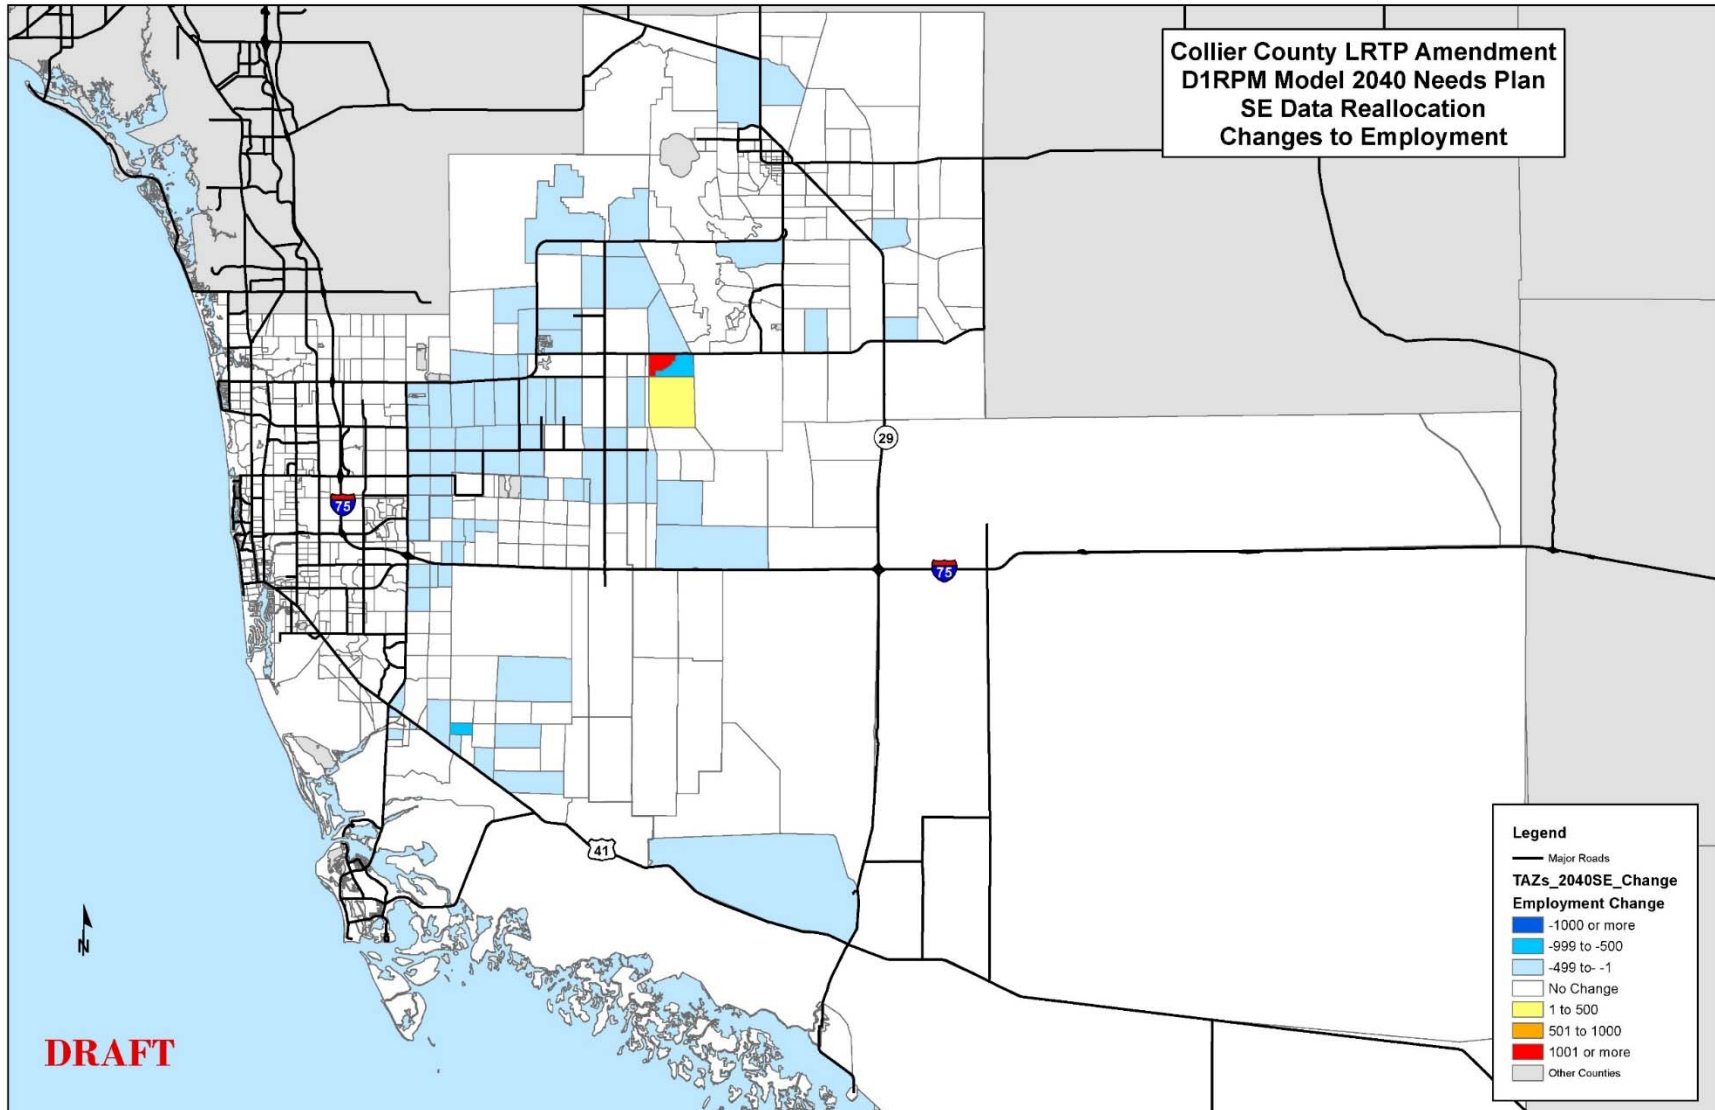 Collier County LRTP Amendment
D1RPM Model 2040 Needs Plan
SE Data Reallocation
Changes to Employment
29
75
75
41
N
DRAFT
Legend
Major Roads
TAZs_2040SE_Change
Employment Change
-1000 or more
-999 to -500
-499 to- -1
No Change
1 to 500
501 to 1000
1001 or more
Other Counties